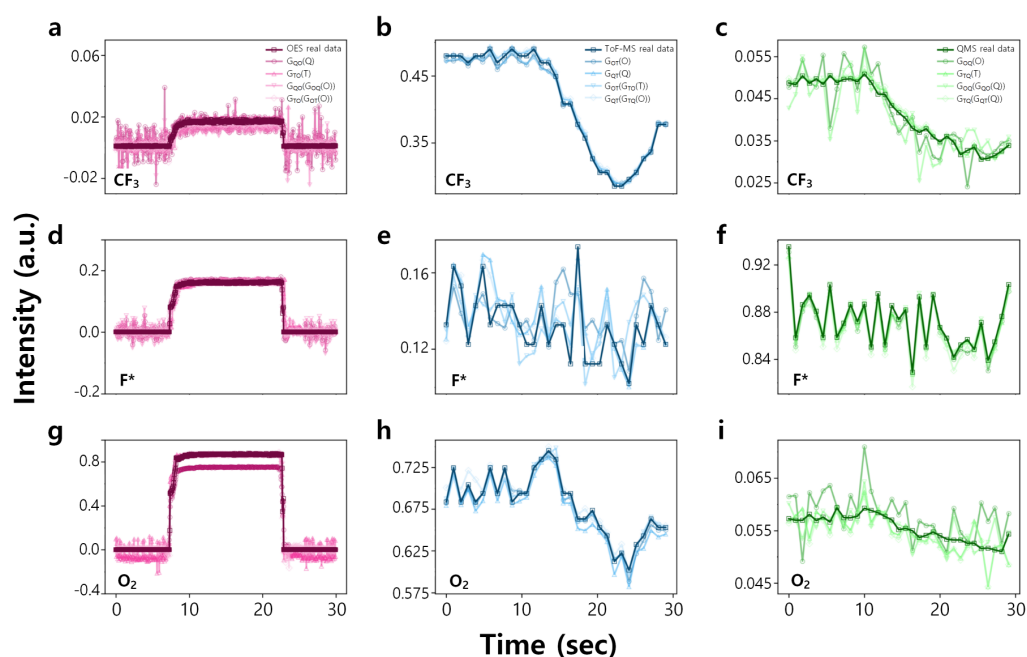 a
0.06
0.02
-0.02
OES real data
G_QO(Q)
G_TO(T)
G_QO(G_OQ(O))
G_TO(G_OT(O))
CF₃
b
0.45
0.35
ToF-MS real data
G_OT(O)
G_QT(Q)
G_OT(G_TO(T))
G_QT(G_TQ(O))
CF₃
c
0.055
0.045
0.035
0.025
QMS real data
G_OQ(O)
G_TQ(T)
G_OQ(G_QO(Q))
G_TQ(G_QT(Q))
CF₃
d
0.2
0.0
-0.2
F*
e
0.16
0.12
F*
f
0.92
0.88
0.84
F*
g
0.8
0.4
0.0
-0.4
O₂
0
10
20
30
h
0.725
0.675
0.625
0.575
O₂
0
10
20
30
i
0.065
0.055
0.045
O₂
0
10
20
30
Intensity (a.u.)
Time (sec)